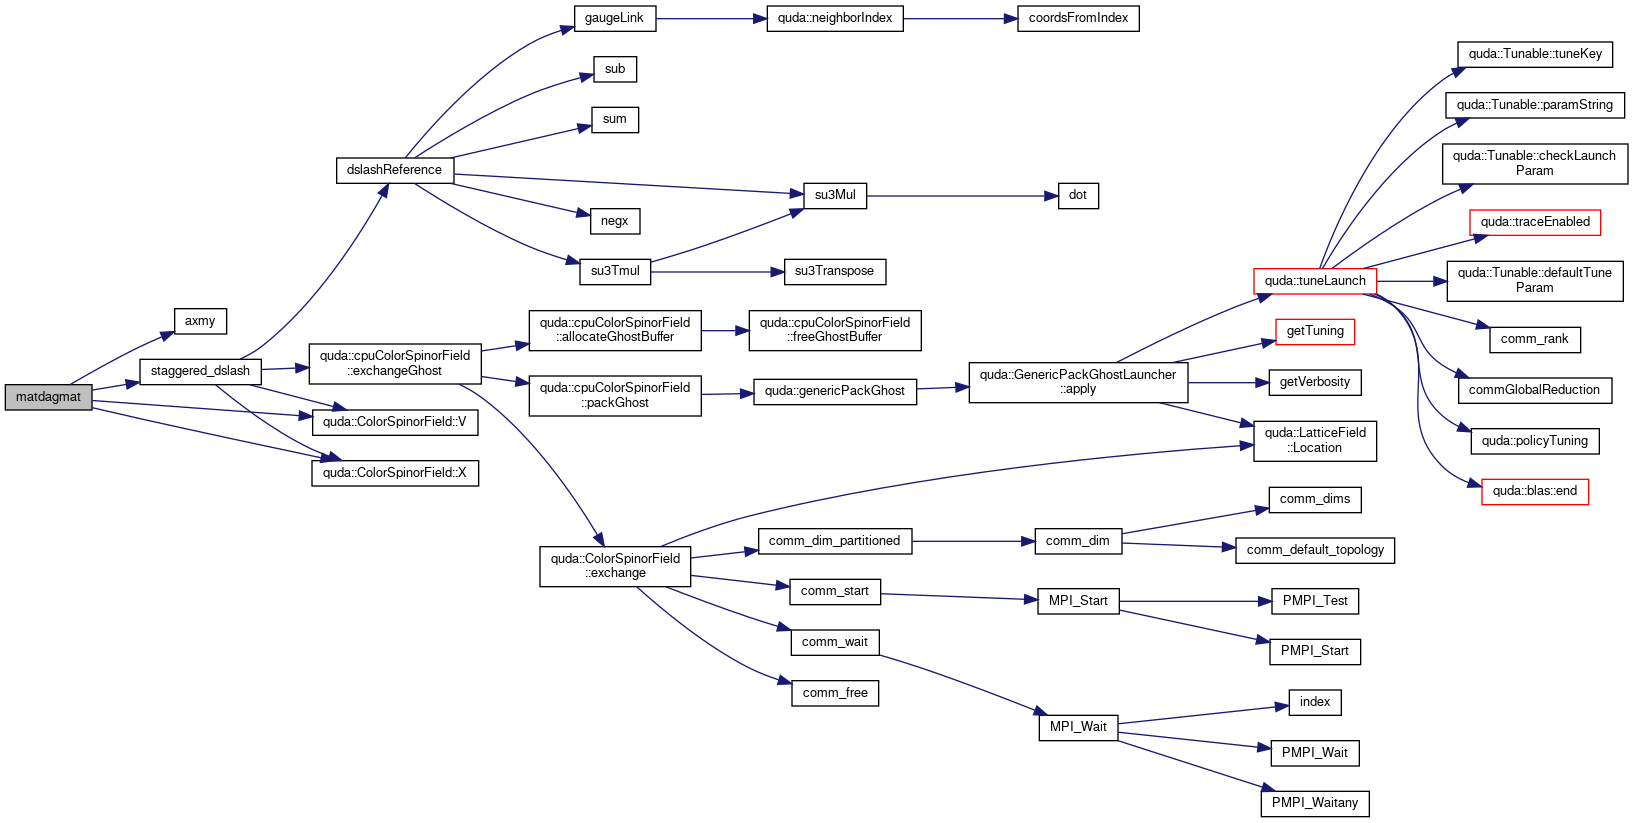 matdagmat
axmy
staggered_dslash
quda::ColorSpinorField::V
quda::ColorSpinorField::X
dslashReference
quda::cpuColorSpinorField
::exchangeGhost
gaugeLink
sub
sum
negx
su3Tmul
quda::cpuColorSpinorField
::allocateGhostBuffer
quda::cpuColorSpinorField
::packGhost
quda::ColorSpinorField
::exchange
quda::neighborIndex
su3Mul
su3Transpose
quda::cpuColorSpinorField
::freeGhostBuffer
quda::genericPackGhost
comm_dim_partitioned
comm_start
comm_wait
comm_free
coordsFromIndex
dot
quda::GenericPackGhostLauncher
::apply
comm_dim
MPI_Start
MPI_Wait
quda::tuneLaunch
getTuning
getVerbosity
quda::LatticeField
::Location
comm_dims
comm_default_topology
PMPI_Test
PMPI_Start
index
PMPI_Wait
PMPI_Waitany
quda::Tunable::tuneKey
quda::Tunable::paramString
quda::Tunable::checkLaunch
Param
quda::traceEnabled
quda::Tunable::defaultTune
Param
comm_rank
commGlobalReduction
quda::policyTuning
quda::blas::end